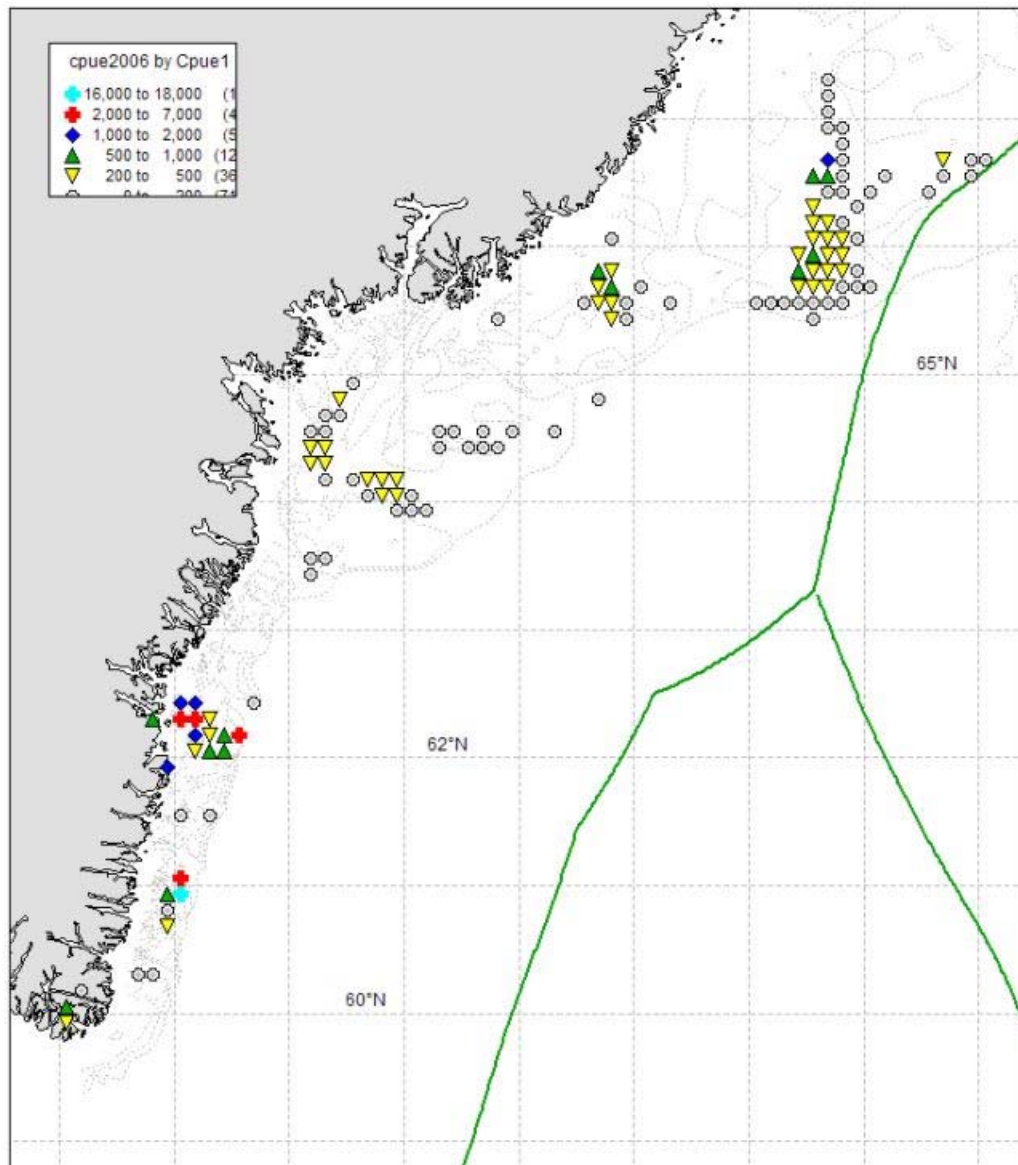 cpue2006 by Cpue1
16,000 to 18,000 (1
2,000 to 7,000 (4
1,000 to 2,000 (5
500 to 1,000 (12
200 to 500 (36
65°N
62°N
60°N